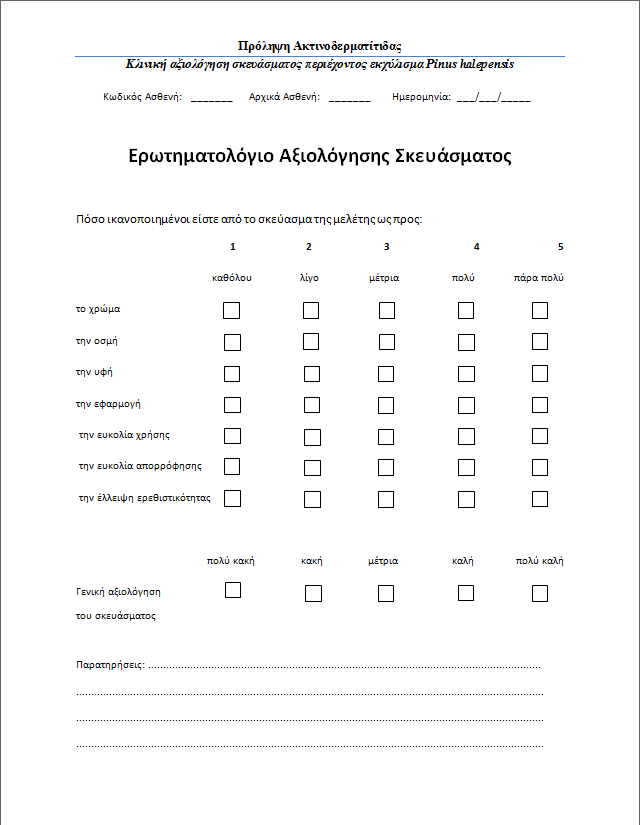 Πρόληψη Ακτινοδερματίτιδας
Κλινική αξιολόγηση σκευάσματος περιέχοντος εκχύλισμα Pinus halepensis
Κωδικός Ασθενή: _______ Αρχικά Ασθενή: _______ Ημερομηνία: ___/___/_____
Ερωτηματολόγιο Αξιολόγησης Σκευάσματος
Πόσο ικανοποιημένοι είστε από το σκεύασμα της μελέτης ως προς:
1 2 3 4 5
καθόλου λίγο μέτρια πολύ πάρα πολύ
το χρώμα
την οσμή
την υφή
την εφαρμογή
την ευκολία χρήσης
την ευκολία απορρόφησης
την έλλειψη ερεθιστικότητας
πολύ κακή κακή μέτρια καλή πολύ καλή
Γενική αξιολόγηση
του σκευάσματος
Παρατηρήσεις: ....................................................................................................................................